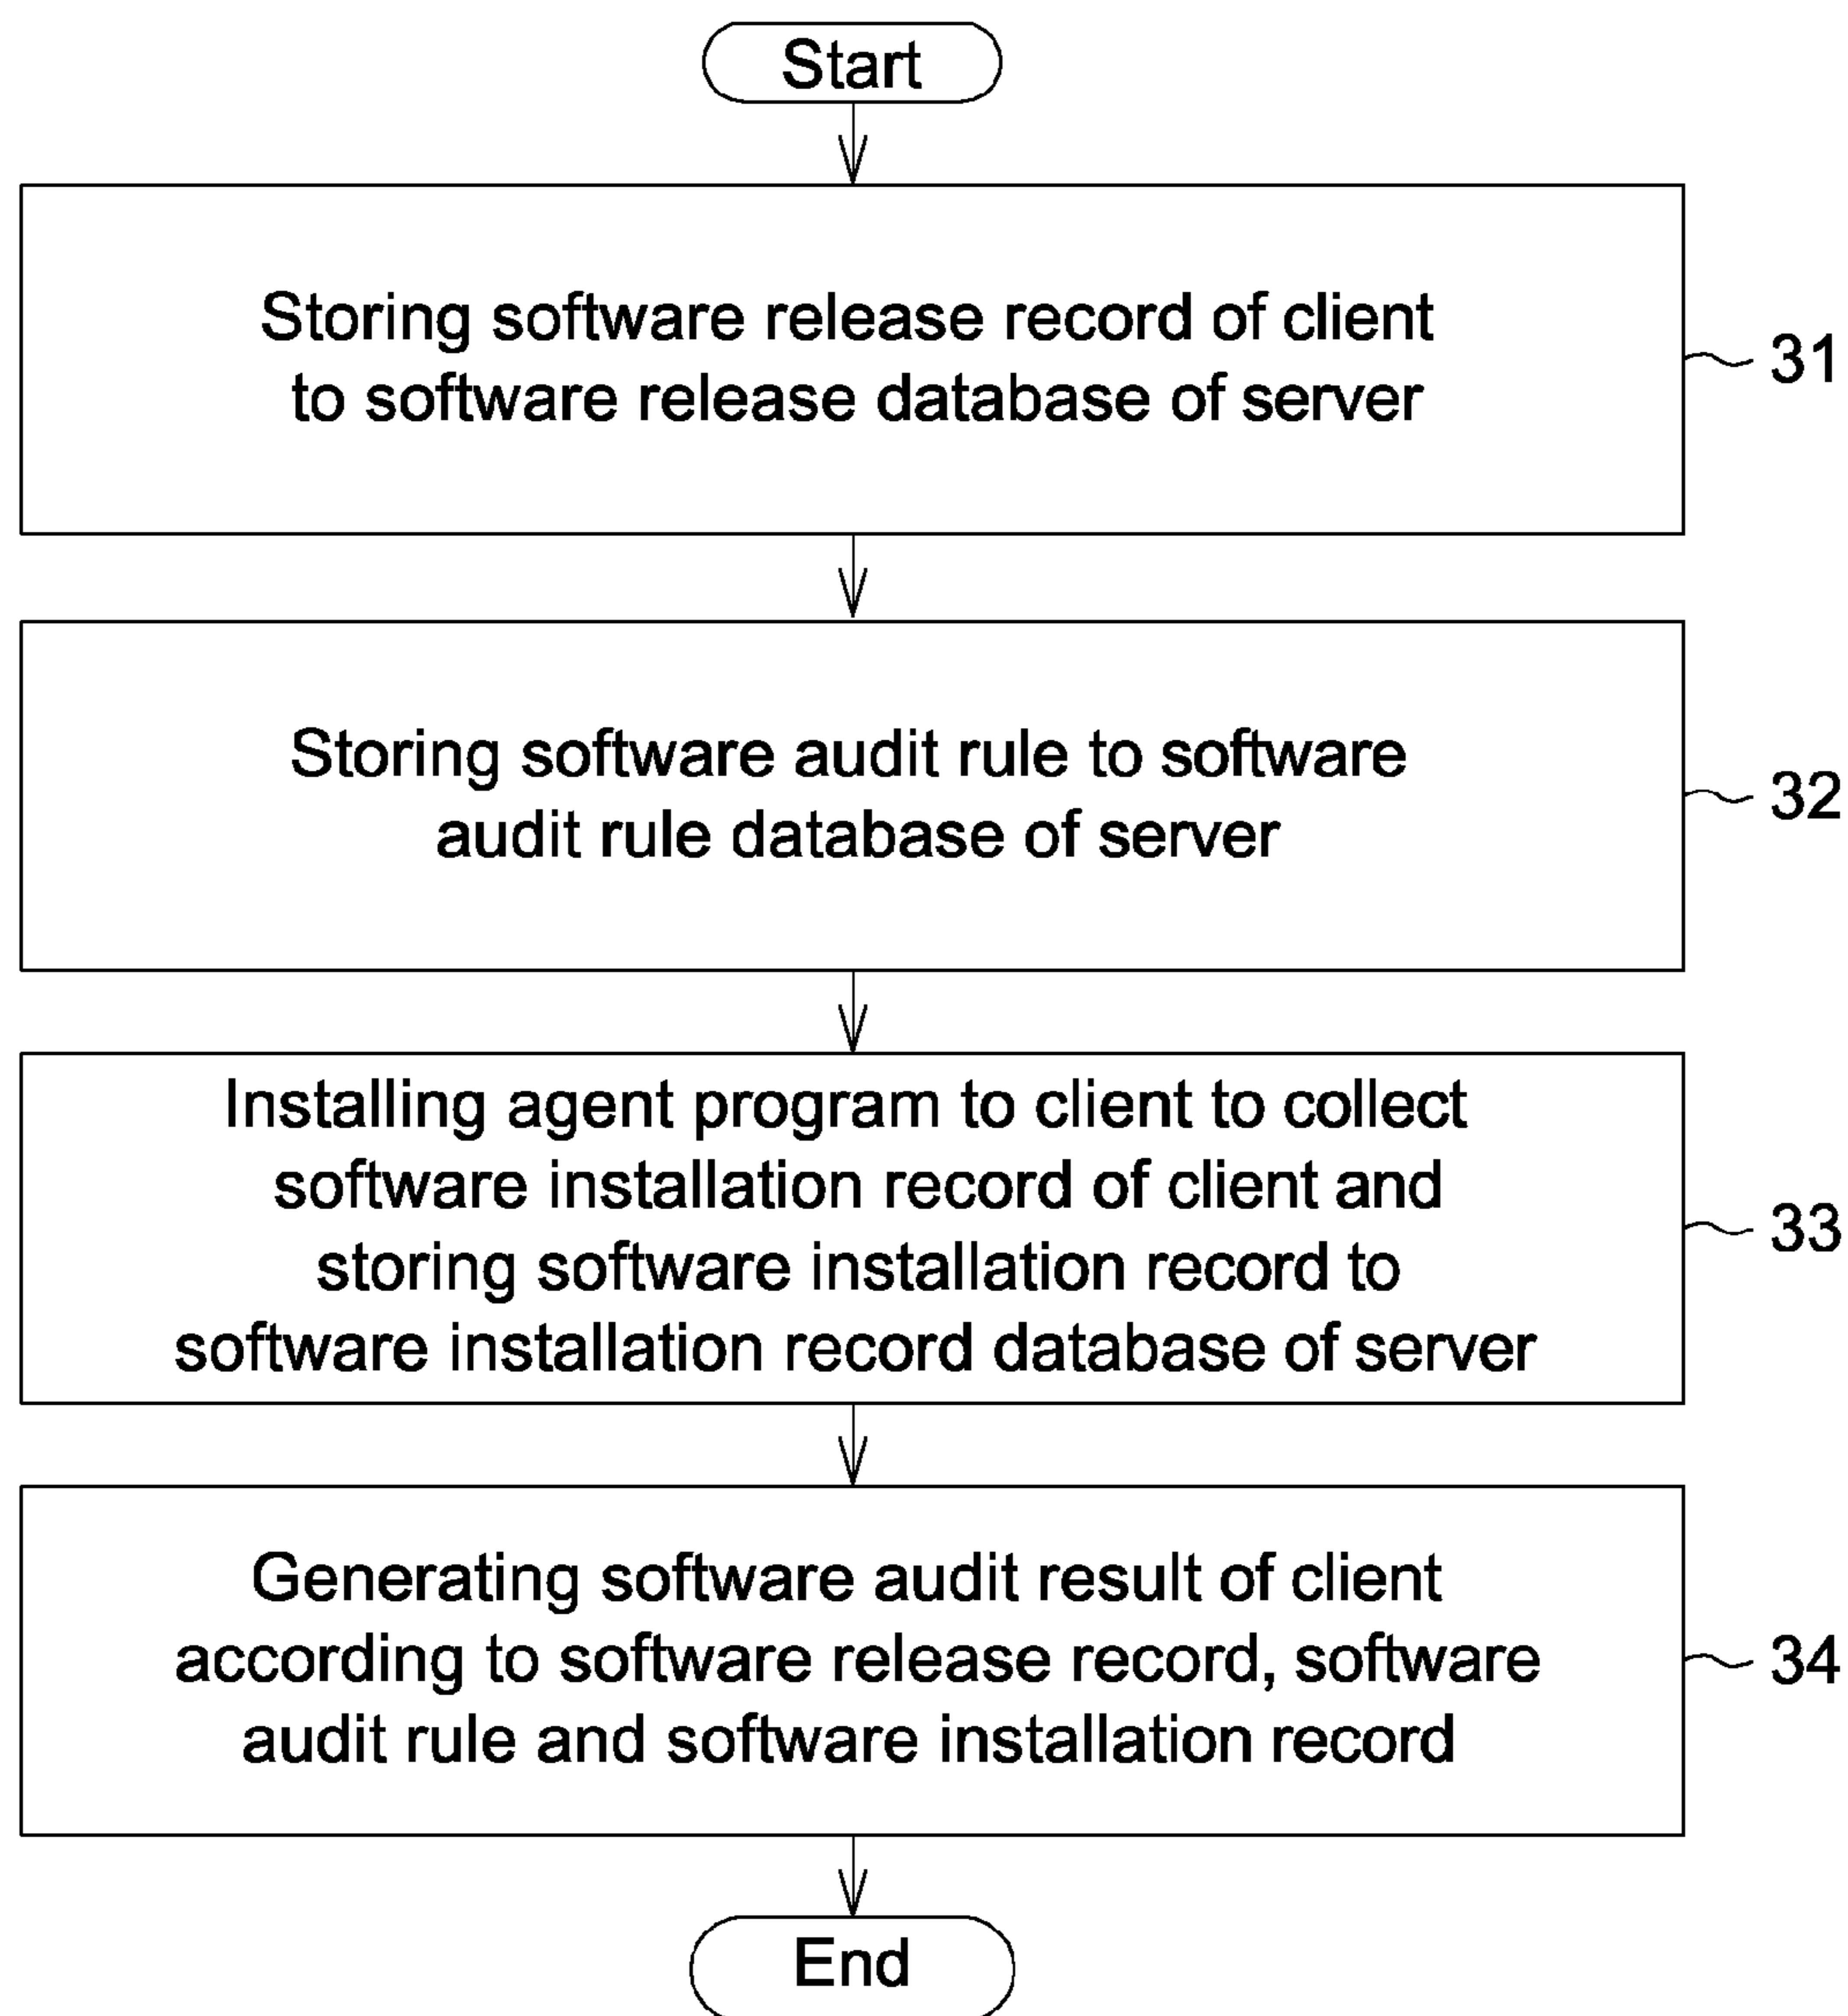 Start
Storing software release record of client
to software release database of server
31
Storing software audit rule to software
audit rule database of server
32
Installing agent program to client to collect
software installation record of client and
storing software installation record to
software installation record database of server
33
Generating software audit result of client
according to software release record, software
audit rule and software installation record
34
End